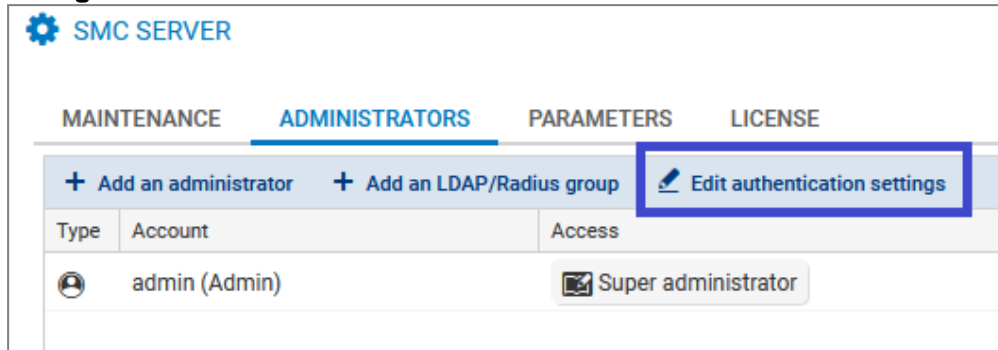 SMC SERVER
MAINTENANCE ADMINISTRATORS PARAMETERS LICENSE
+ Add an administrator + Add an LDAP/Radius group Edit authentication settings
Type Account Access
admin (Admin) Super administrator